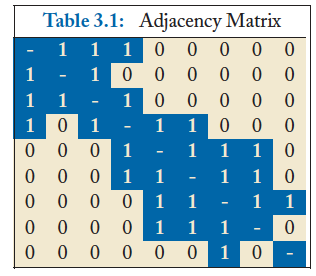 Table 3.1: Adjacency Matrix
- 1 1 1 0 0 0 0 0
1 - 1 0 0 0 0 0 0
1 1 - 1 0 0 0 0 0
1 0 1 - 1 1 0 0 0
0 0 0 1 - 1 1 1 0
0 0 0 1 1 - 1 1 0
0 0 0 0 1 1 - 1 1
0 0 0 0 1 1 1 - 0
0 0 0 0 0 0 1 0 -